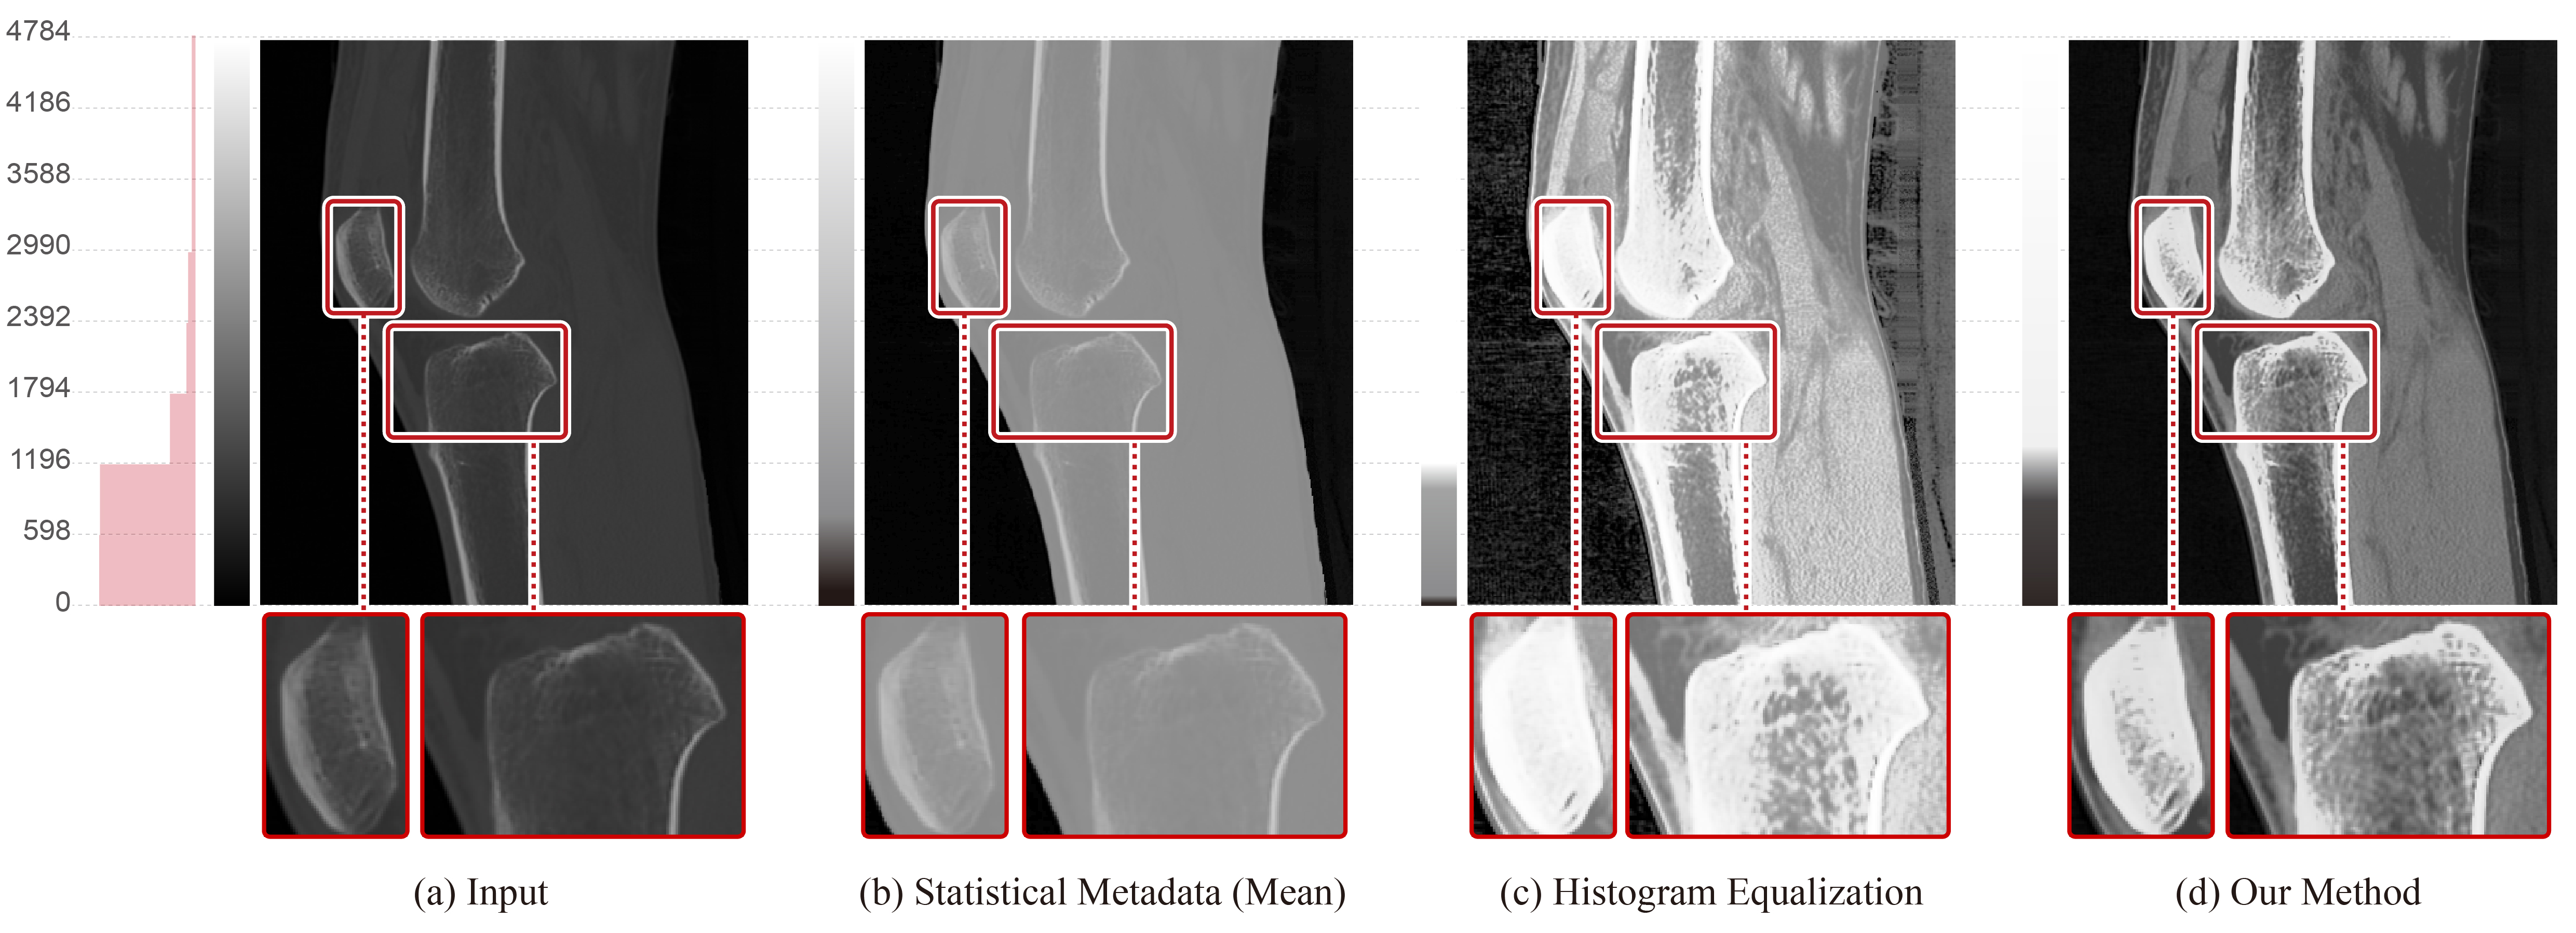 4784
4186
3588
2990
2392
1794
1196
598
0
(a) Input
(b) Statistical Metadata (Mean)
(c) Histogram Equalization
(d) Our Method